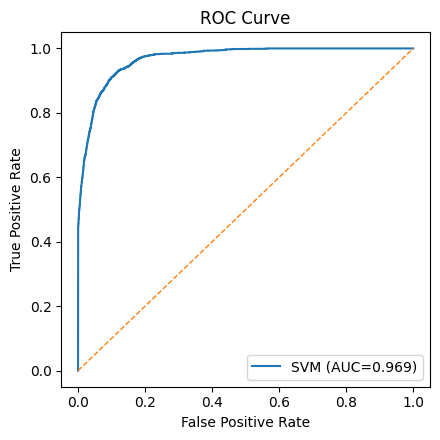 ROC Curve
1.0
0.8
0.6
0.4
0.2
0.0
True Positive Rate
SVM (AUC=0.969)
0.0 0.2 0.4 0.6 0.8 1.0
False Positive Rate